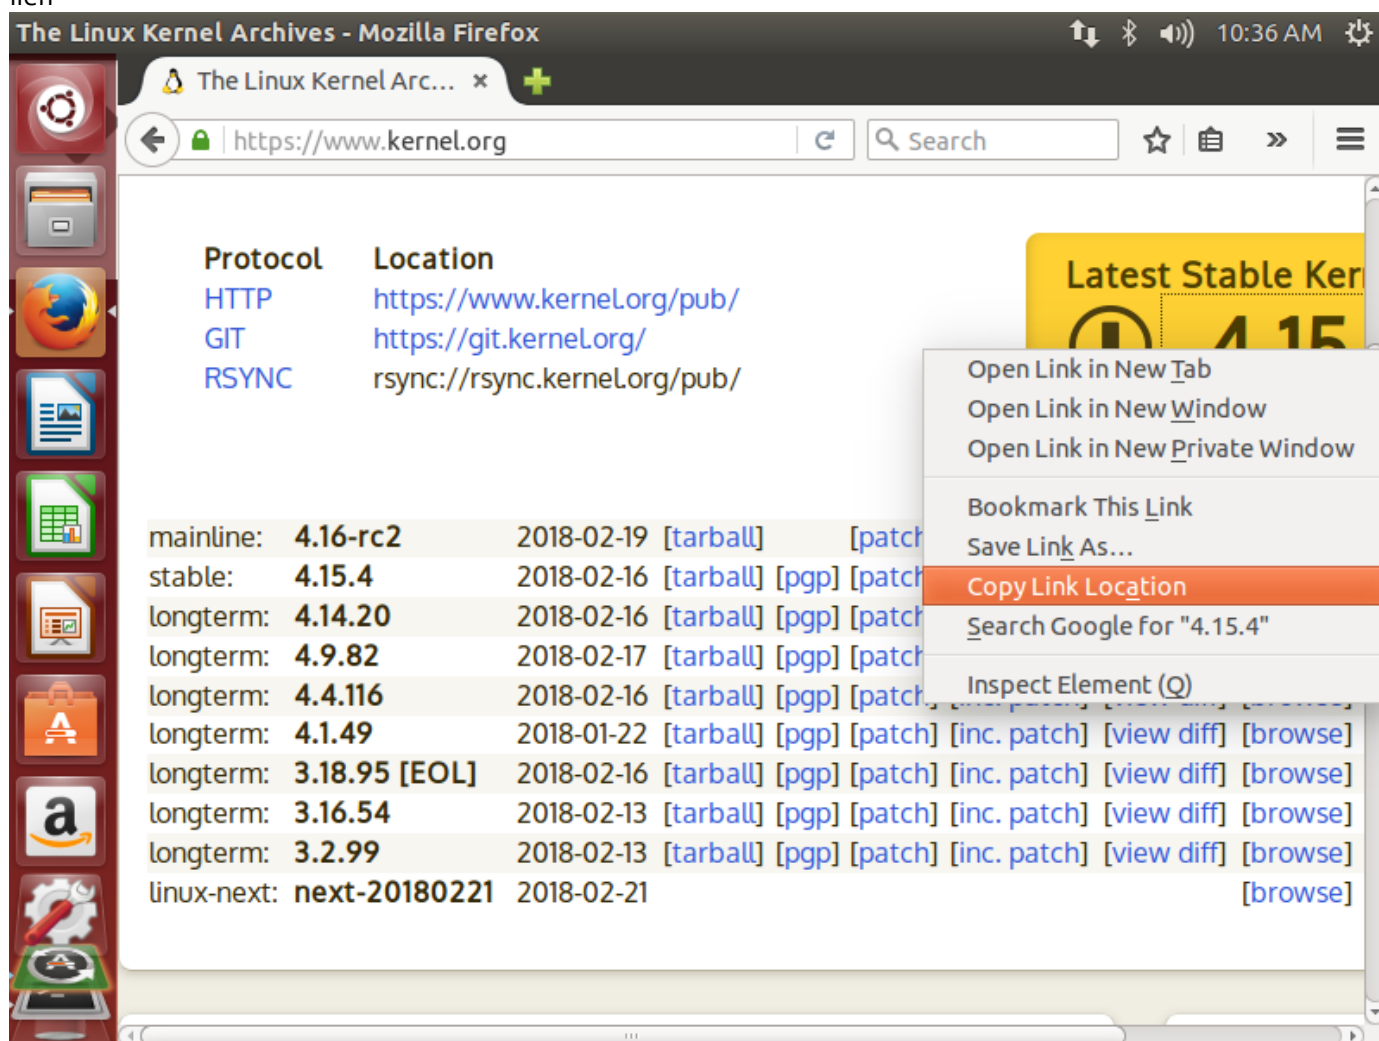 The Linux Kernel Archives - Mozilla Firefox 10:36 AM
The Linux Kernel Arc... ×
https://www.kernel.org Search
Protocol Location
HTTP https://www.kernel.org/pub/
GIT https://git.kernel.org/
RSYNC rsync://rsync.kernel.org/pub/
Latest Stable
4.15
Open Link in New Tab
Open Link in New Window
Open Link in New Private Window
Bookmark This Link
Save Link As...
Copy Link Location
Search Google for "4.15.4"
Inspect Element (Q)
mainline: 4.16-rc2 2018-02-19 [tarball] [patch
stable: 4.15.4 2018-02-16 [tarball] [pgp] [patch
longterm: 4.14.20 2018-02-16 [tarball] [pgp] [patch
longterm: 4.9.82 2018-02-17 [tarball] [pgp] [patch
longterm: 4.4.116 2018-02-16 [tarball] [pgp] [patch] [inc. patch] [view diff] [browse]
longterm: 4.1.49 2018-01-22 [tarball] [pgp] [patch] [inc. patch] [view diff] [browse]
longterm: 3.18.95 [EOL] 2018-02-16 [tarball] [pgp] [patch] [inc. patch] [view diff] [browse]
longterm: 3.16.54 2018-02-13 [tarball] [pgp] [patch] [inc. patch] [view diff] [browse]
longterm: 3.2.99 2018-02-13 [tarball] [pgp] [patch] [inc. patch] [view diff] [browse]
linux-next: next-20180221 2018-02-21 [browse]